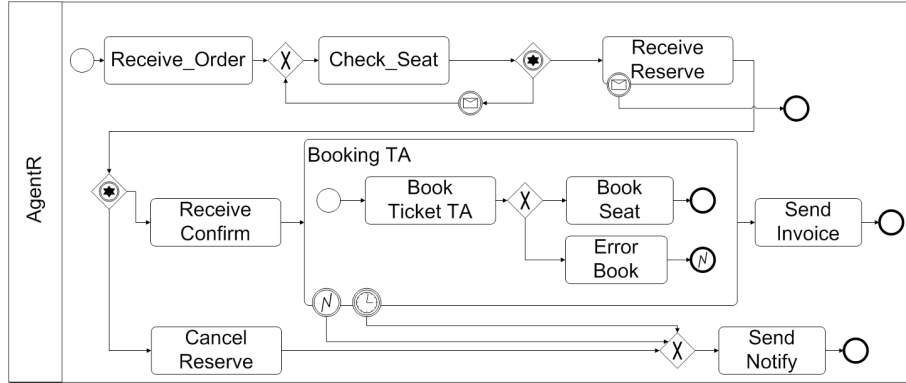 AgentR
Receive_Order
X
Check_Seat
Receive
Reserve
Booking TA
Book
Ticket TA
X
Book
Seat
Error
Book
Receive
Confirm
Send
Invoice
Cancel
Reserve
X
Send
Notify